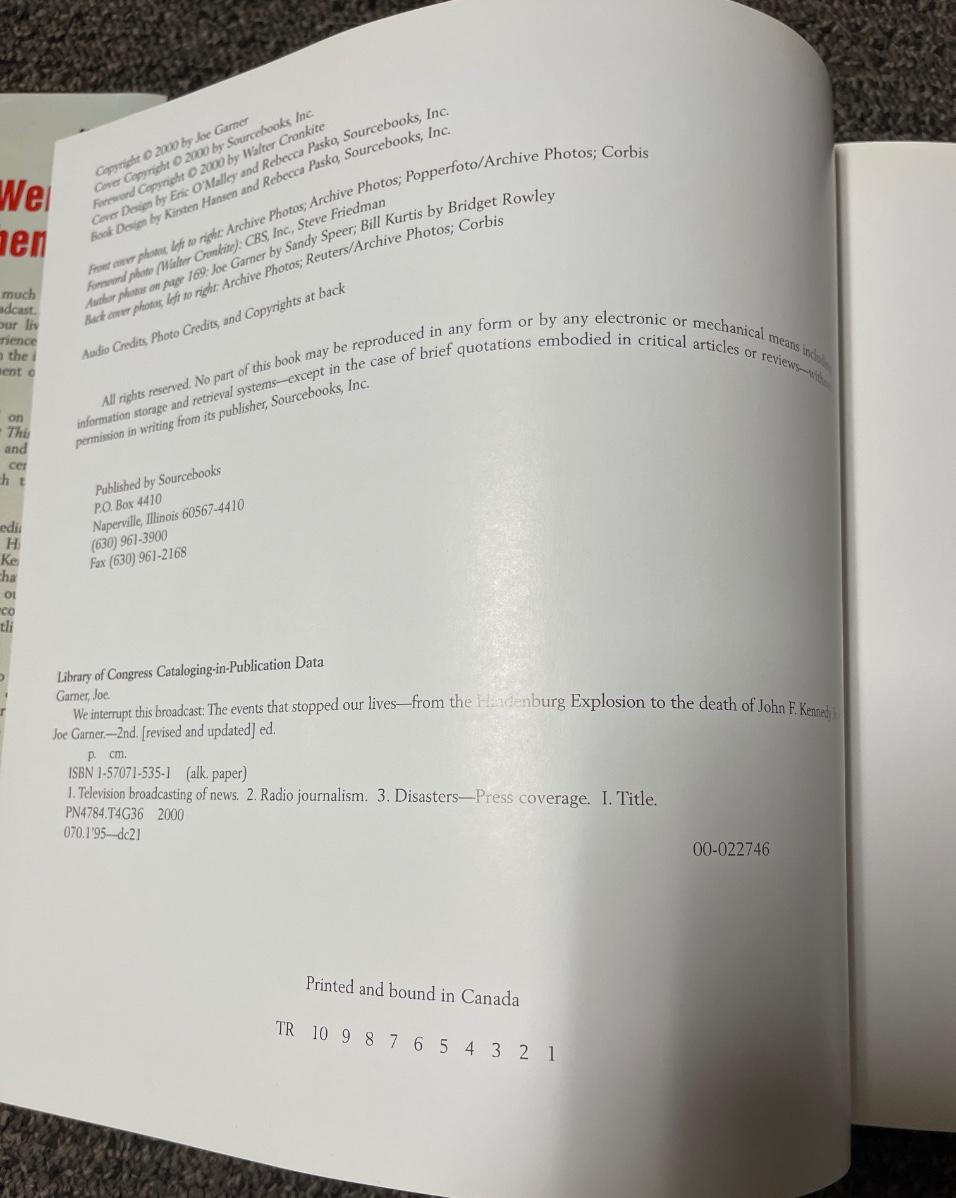 Copyright © 2000 by Joe Garner
Cover Copyright © 2000 by Sourcebooks, Inc.
Foreword Copyright © 2000 by Walter Cronkite
Cover Design by Eric O'Malley and Rebecca Pasko, Sourcebooks, Inc.
Book Design by Kirsten Hansen and Rebecca Pasko, Sourcebooks, Inc.
Front cover photos, left to right: Archive Photos; Archive Photos; Popperfoto/Archive Photos; Corbis
Foreword photo (Walter Cronkite): CBS, Inc., Steve Friedman
Author photos on page 169: Joe Garner by Sandy Speer; Bill Kurtis by Bridget Rowley
Back cover photos, left to right: Archive Photos; Reuters/Archive Photos; Corbis
Audio Credits, Photo Credits, and Copyrights at back
All rights reserved. No part of this book may be reproduced in any form or by any electronic or mechanical means
information storage and retrieval systems—except in the case of brief quotations embodied in critical articles or reviews—
permission in writing from its publisher, Sourcebooks, Inc.
Published by Sourcebooks
P.O. Box 4410
Naperville, Illinois 60567-4410
(630) 961-3900
Fax (630) 961-2168
Library of Congress Cataloging-in-Publication Data
Garner, Joe.
We interrupt this broadcast: The events that stopped our lives—from the Hindenburg Explosion to the death of John F. Kennedy
Joe Garner.—2nd. [revised and updated] ed.
p. cm.
ISBN 1-57071-535-1 (alk. paper)
1. Television broadcasting of news. 2. Radio journalism. 3. Disasters—Press coverage. I. Title.
PN4784.T4G36 2000
070.1'95—dc21
00-022746
Printed and bound in Canada
TR 10 9 8 7 6 5 4 3 2 1